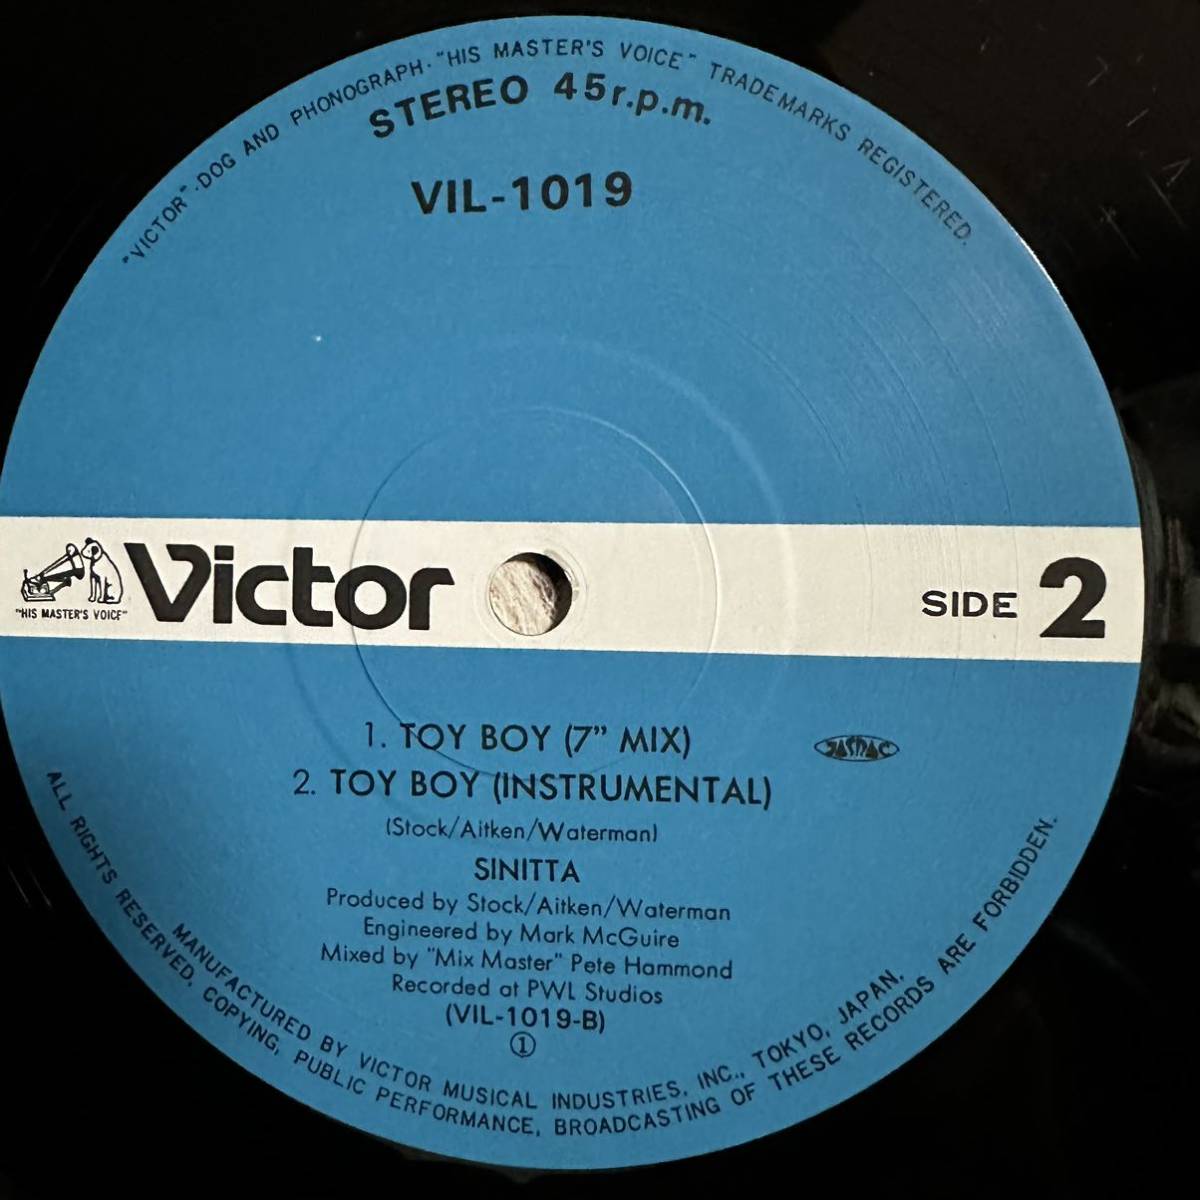 "VICTOR"·DOG AND PHONOGRAPH·"HIS MASTER'S VOICE" TRADEMARKS REGISTERED.
STEREO 45r.p.m.
VIL-1019
"HIS MASTER'S VOICE"
Victor
SIDE 2
1. TOY BOY (7" MIX)
JASRAC
2. TOY BOY (INSTRUMENTAL)
(Stock/Aitken/Waterman)
SINITTA
Produced by Stock/Aitken/Waterman
Engineered by Mark McGuire
Mixed by "Mix Master" Pete Hammond
Recorded at PWL Studios
(VIL-1019-B)
①
MANUFACTURED BY VICTOR MUSICAL INDUSTRIES, INC., TOKYO, JAPAN.
ALL RIGHTS RESERVED. COPYING, PUBLIC PERFORMANCE, BROADCASTING OF THESE RECORDS ARE FORBIDDEN.